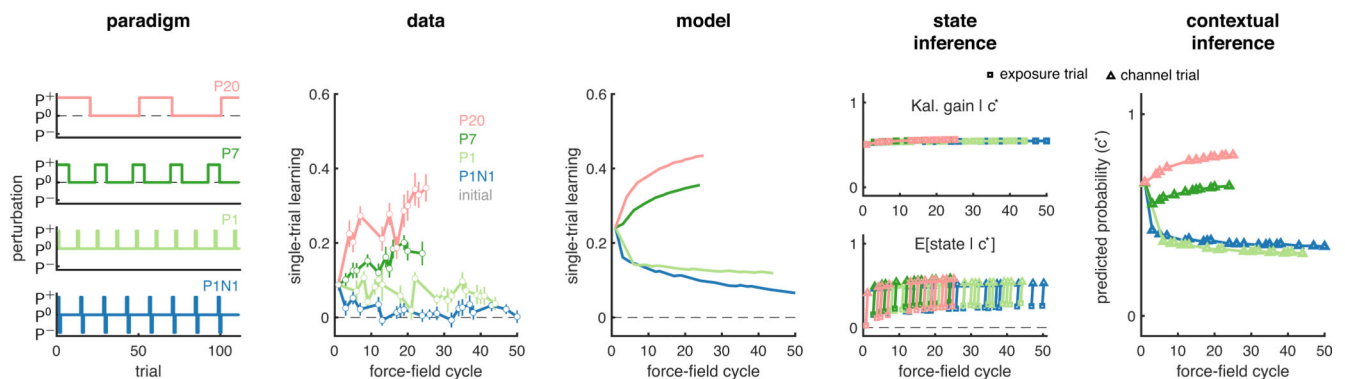 paradigm
data
model
state
inference
contextual
inference
exposure trial
channel trial
P20
P+
P0
P−
P7
P+
P0
P−
P1
P+
P0
P−
P1N1
P+
P0
P−
perturbation
0
50
100
trial
0.6
0.4
0.2
0
single-trial learning
P20
P7
P1
P1N1
initial
0
10
20
30
40
50
force-field cycle
0.6
0.4
0.2
0
single-trial learning
0
10
20
30
40
50
force-field cycle
Kal. gain | c*
1
0
0
10
20
30
40
50
E[state | c*]
1
0
0
10
20
30
40
50
force-field cycle
predicted probability (c*)
1
0
0
10
20
30
40
50
force-field cycle